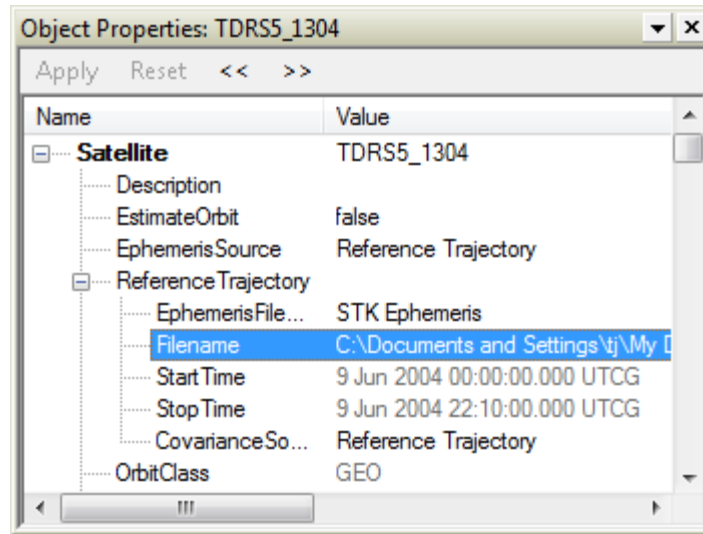 Object Properties: TDRS5_1304
Apply Reset << >>
Name Value
Satellite TDRS5_1304
Description
EstimateOrbit false
EphemerisSource Reference Trajectory
ReferenceTrajectory
EphemerisFile... STK Ephemeris
Filename C:\Documents and Settings\tj\My
StartTime 9 Jun 2004 00:00:00.000 UTCG
StopTime 9 Jun 2004 22:10:00.000 UTCG
CovarianceSo... Reference Trajectory
OrbitClass GEO